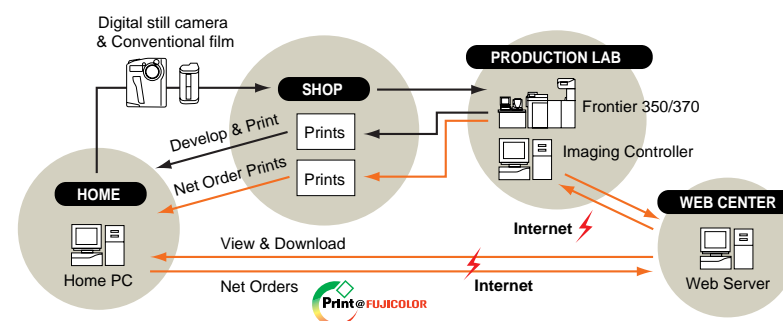 Digital still camera
& Conventional film
SHOP
PRODUCTION LAB
Frontier 350/370
Imaging Controller
Develop & Print
Prints
Net Order Prints
Prints
HOME
Home PC
WEB CENTER
Web Server
Internet
View & Download
Net Orders
Internet
Print@FUJICOLOR